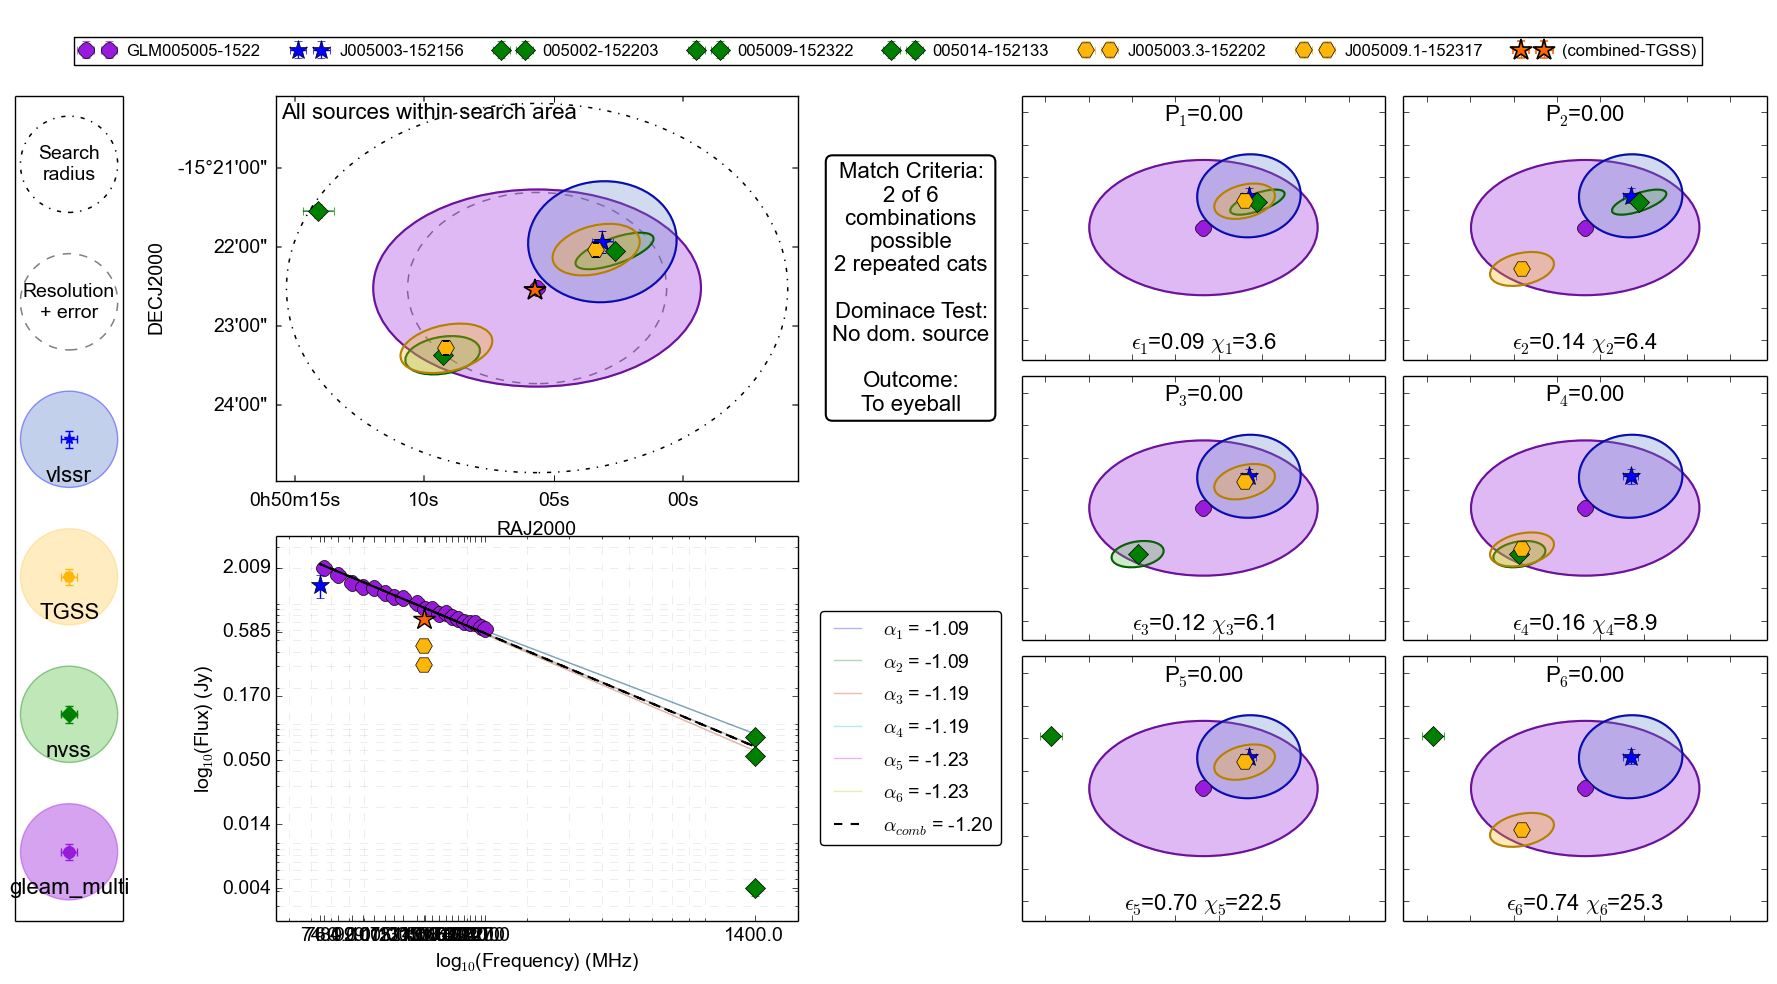 GLM005005-1522 J005003-152156 005002-152203 005009-152322 005014-152133 J005003.3-152202 J005009.1-152317 (combined-TGSS)
Search
radius
Resolution
+ error
vlssr
TGSS
nvss
gleam_multi
All sources within search area
DECJ2000
-15°21'00"
22'00"
23'00"
24'00"
0h50m15s 10s 05s 00s
RAJ2000
Match Criteria:
2 of 6
combinations
possible
2 repeated cats
Dominace Test:
No dom. source
Outcome:
To eyeball
log10(Flux) (Jy)
2.009
0.585
0.170
0.050
0.014
0.004
1400.0
log10(Frequency) (MHz)
α1 = -1.09
α2 = -1.09
α3 = -1.19
α4 = -1.19
α5 = -1.23
α6 = -1.23
αcomb = -1.20
P1=0.00
ϵ1=0.09 χ1=3.6
P2=0.00
ϵ2=0.14 χ2=6.4
P3=0.00
ϵ3=0.12 χ3=6.1
P4=0.00
ϵ4=0.16 χ4=8.9
P5=0.00
ϵ5=0.70 χ5=22.5
P6=0.00
ϵ6=0.74 χ6=25.3